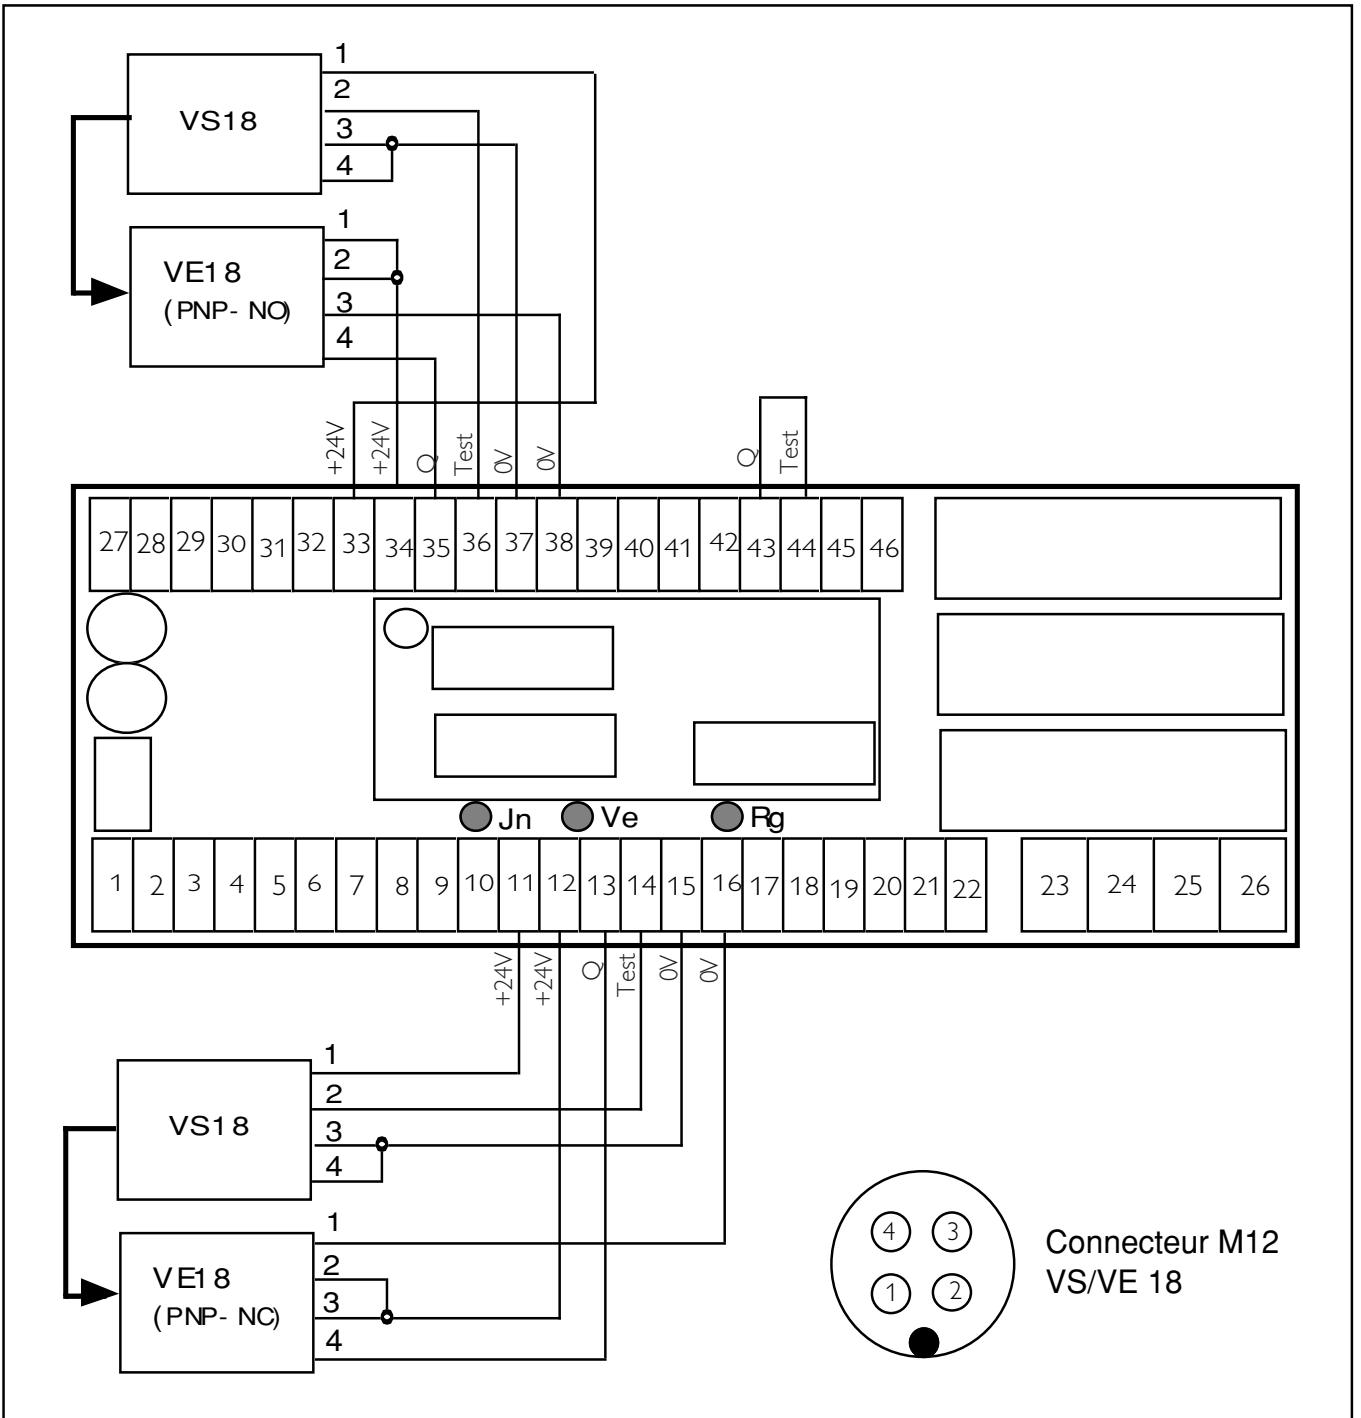 1
2
VS18
3
4
1
VE18
2
(PNP- NO)
3
4
+24V +24V Q Test 0V 0V Q Test
27 28 29 30 31 32 33 34 35 36 37 38 39 40 41 42 43 44 45 46
Jn Ve Rg
1 2 3 4 5 6 7 8 9 10 11 12 13 14 15 16 17 18 19 20 21 22 23 24 25 26
+24V +24V Q Test 0V 0V
1
2
VS18
3
4
1
VE18
2
(PNP- NC)
3
4
4 3
1 2
Connecteur M12
VS/VE 18